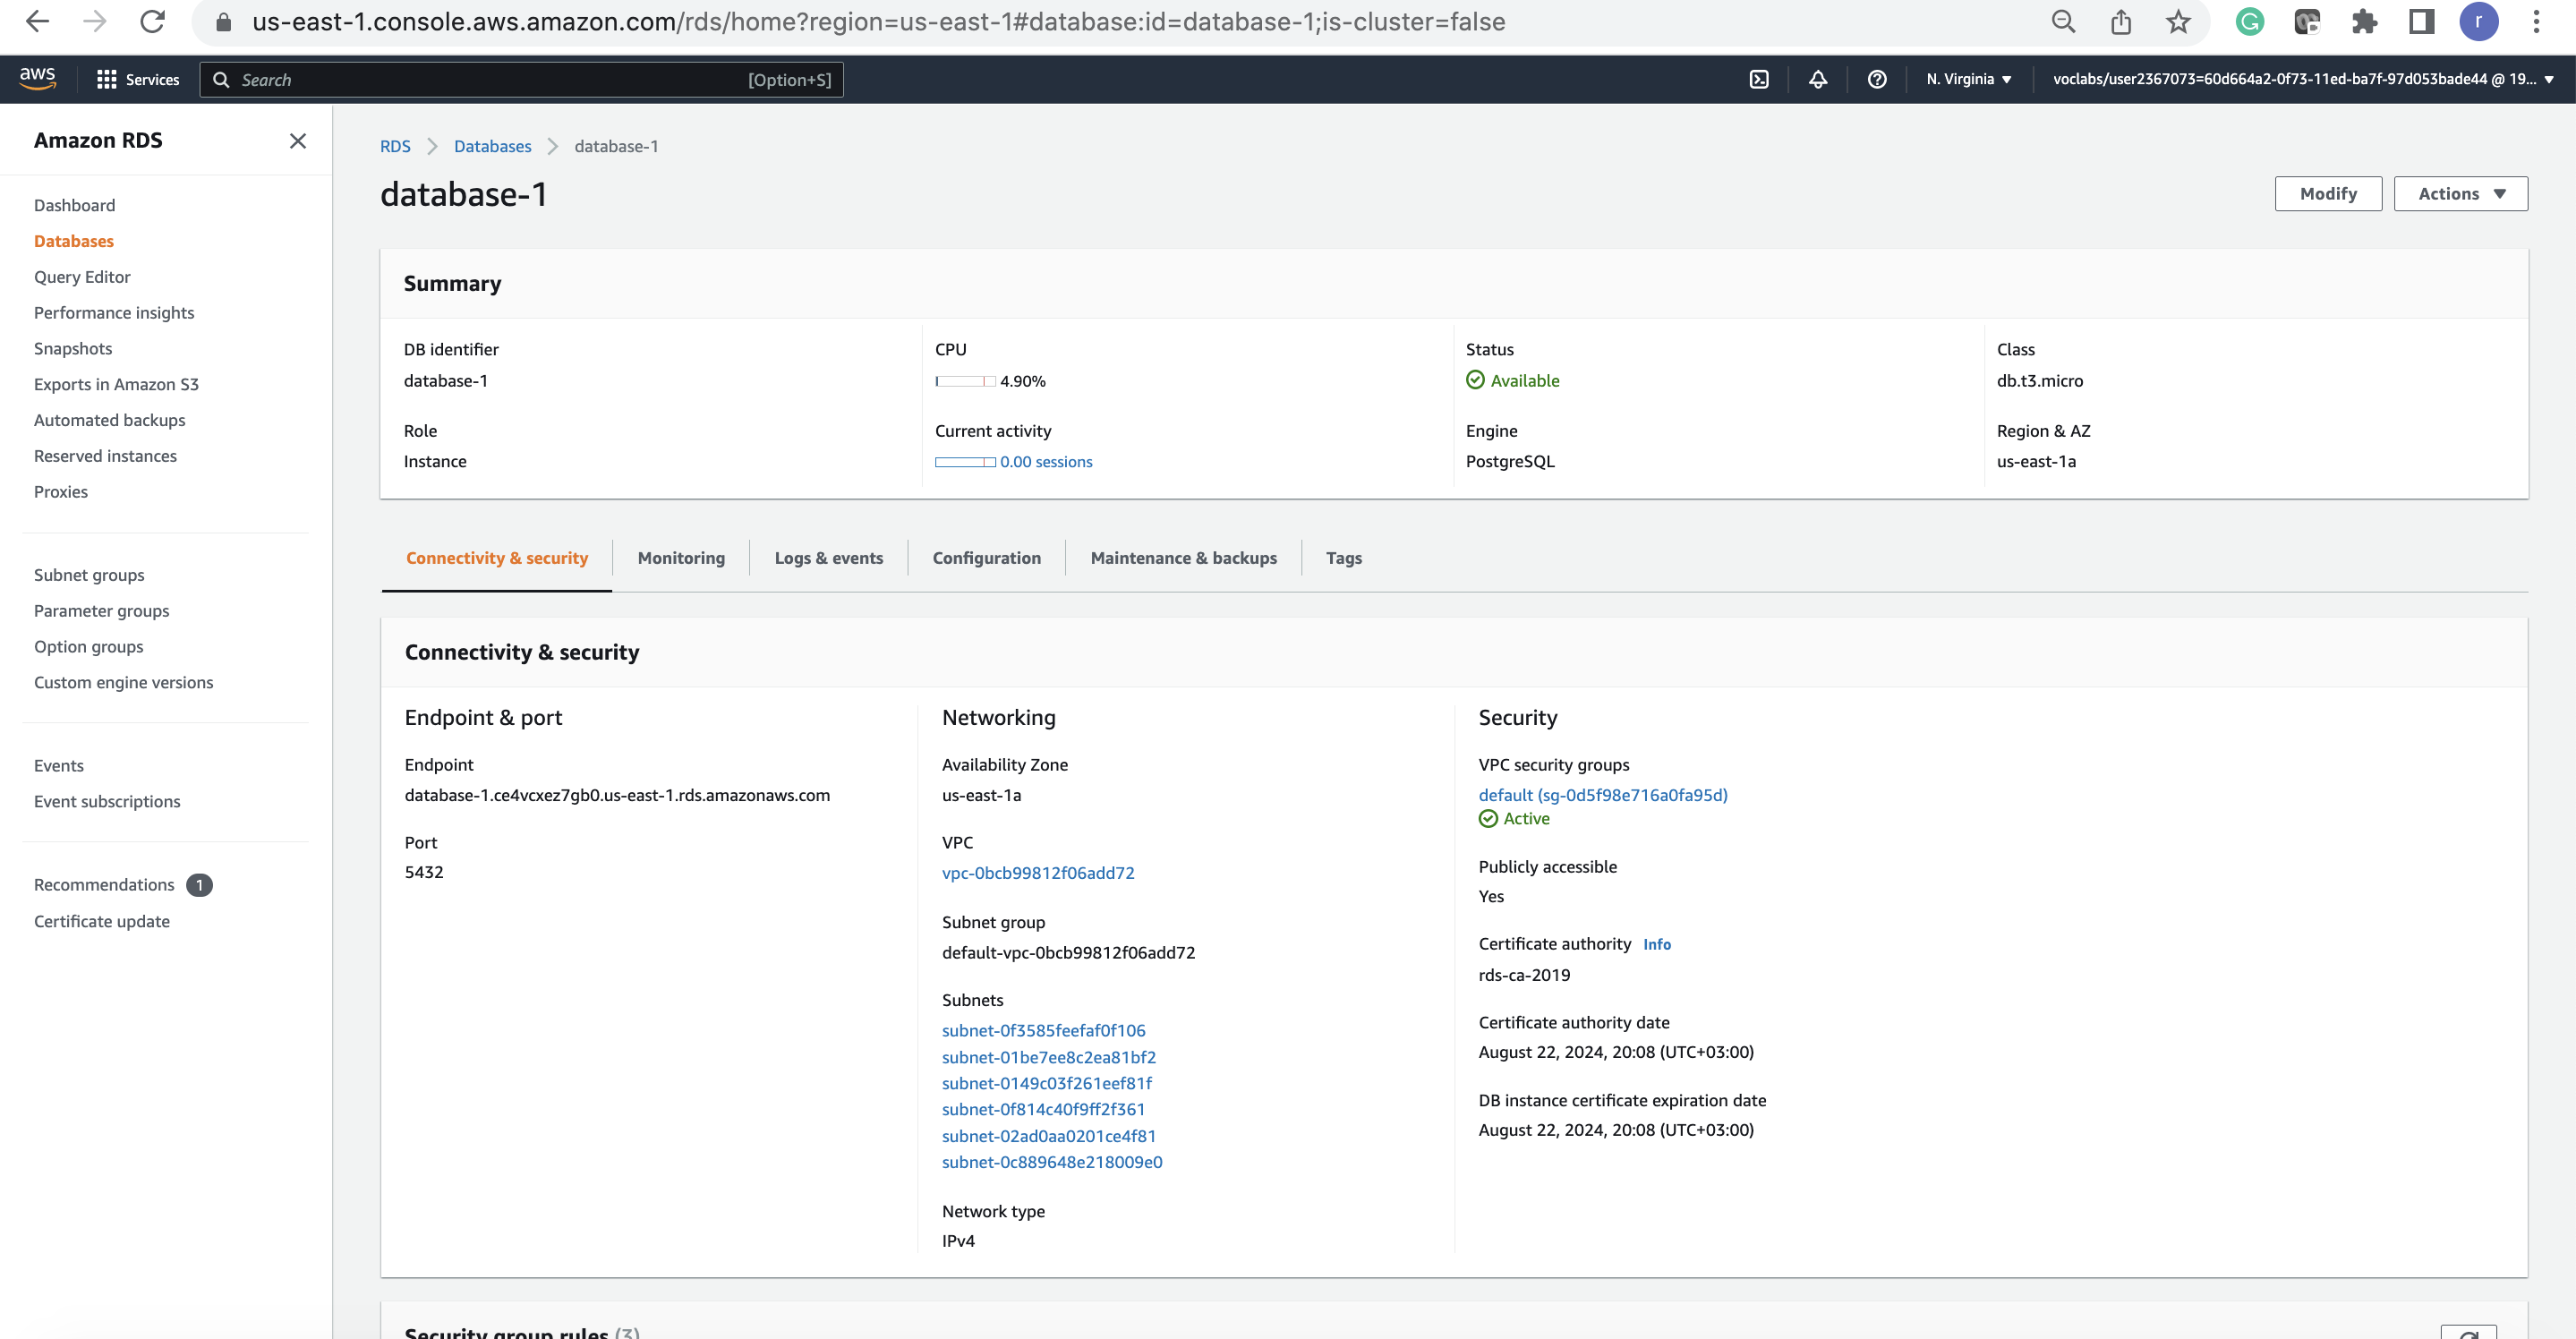 us-east-1.console.aws.amazon.com/rds/home?region=us-east-1#database:id=database-1;is-cluster=false
r
aws
Services
Search
[Option+S]
N. Virginia
voclabs/user2367073=60d664a2-0f73-11ed-ba7f-97d053bade44 @ 19...
Amazon RDS
Dashboard
Databases
Query Editor
Performance insights
Snapshots
Exports in Amazon S3
Automated backups
Reserved instances
Proxies
Subnet groups
Parameter groups
Option groups
Custom engine versions
Events
Event subscriptions
Recommendations 1
Certificate update
RDS > Databases > database-1
database-1
Modify
Actions
Summary
DB identifier
database-1
Role
Instance
CPU
4.90%
Current activity
0.00 sessions
Status
Available
Engine
PostgreSQL
Class
db.t3.micro
Region & AZ
us-east-1a
Connectivity & security
Monitoring
Logs & events
Configuration
Maintenance & backups
Tags
Connectivity & security
Endpoint & port
Endpoint
database-1.ce4vcxez7gb0.us-east-1.rds.amazonaws.com
Port
5432
Networking
Availability Zone
us-east-1a
VPC
vpc-0bcb99812f06add72
Subnet group
default-vpc-0bcb99812f06add72
Subnets
subnet-0f3585feefaf0f106
subnet-01be7ee8c2ea81bf2
subnet-0149c03f261eef81f
subnet-0f814c40f9ff2f361
subnet-02ad0aa0201ce4f81
subnet-0c889648e218009e0
Network type
IPv4
Security
VPC security groups
default (sg-0d5f98e716a0fa95d)
Active
Publicly accessible
Yes
Certificate authority Info
rds-ca-2019
Certificate authority date
August 22, 2024, 20:08 (UTC+03:00)
DB instance certificate expiration date
August 22, 2024, 20:08 (UTC+03:00)
Security group rules (3)